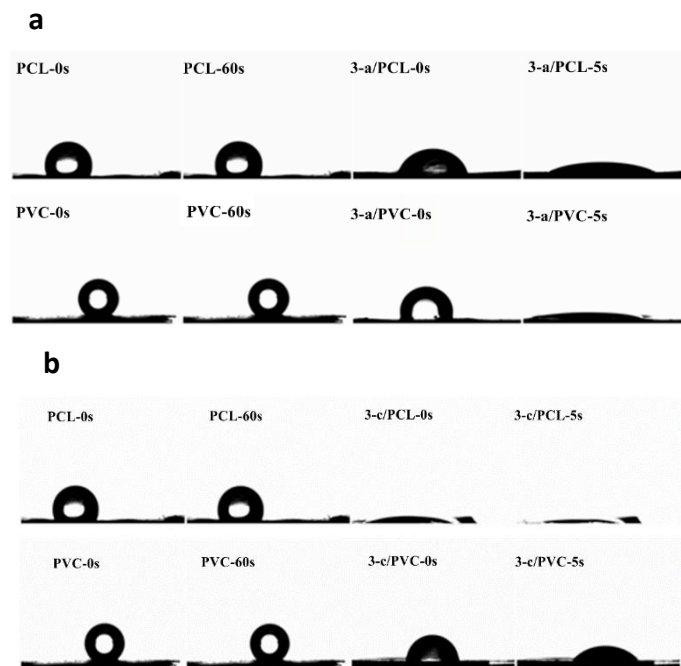 a
PCL-0s PCL-60s 3-a/PCL-0s 3-a/PCL-5s
PVC-0s PVC-60s 3-a/PVC-0s 3-a/PVC-5s
b
PCL-0s PCL-60s 3-c/PCL-0s 3-c/PCL-5s
PVC-0s PVC-60s 3-c/PVC-0s 3-c/PVC-5s